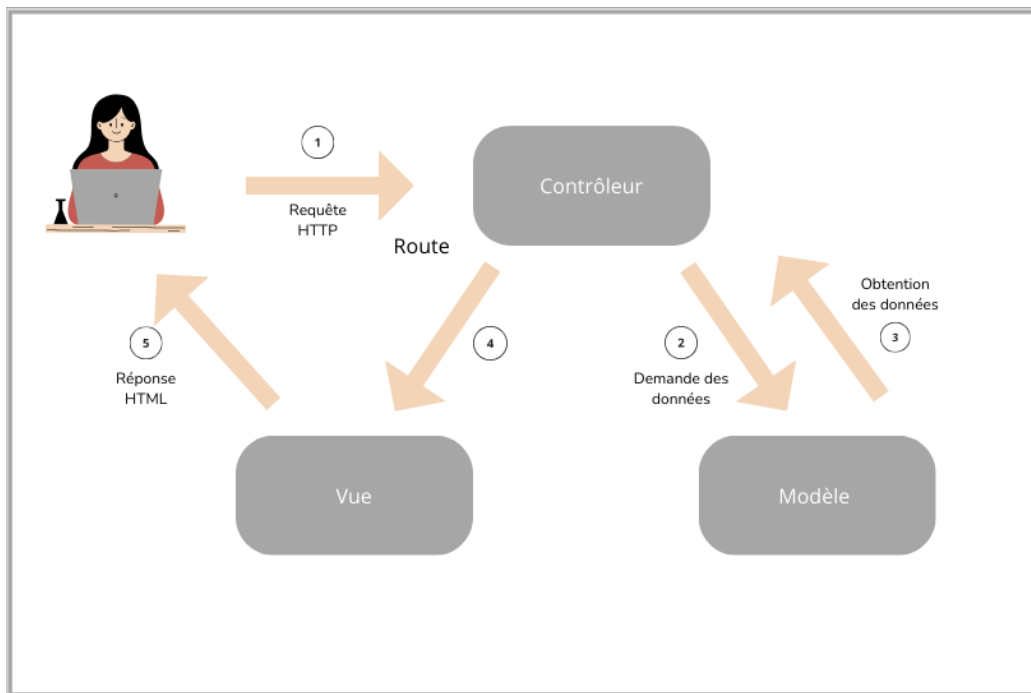 1
Contrôleur
Requête
HTTP
Route
Obtention
des données
3
5
4
2
Réponse
HTML
Demande des
données
Vue
Modèle